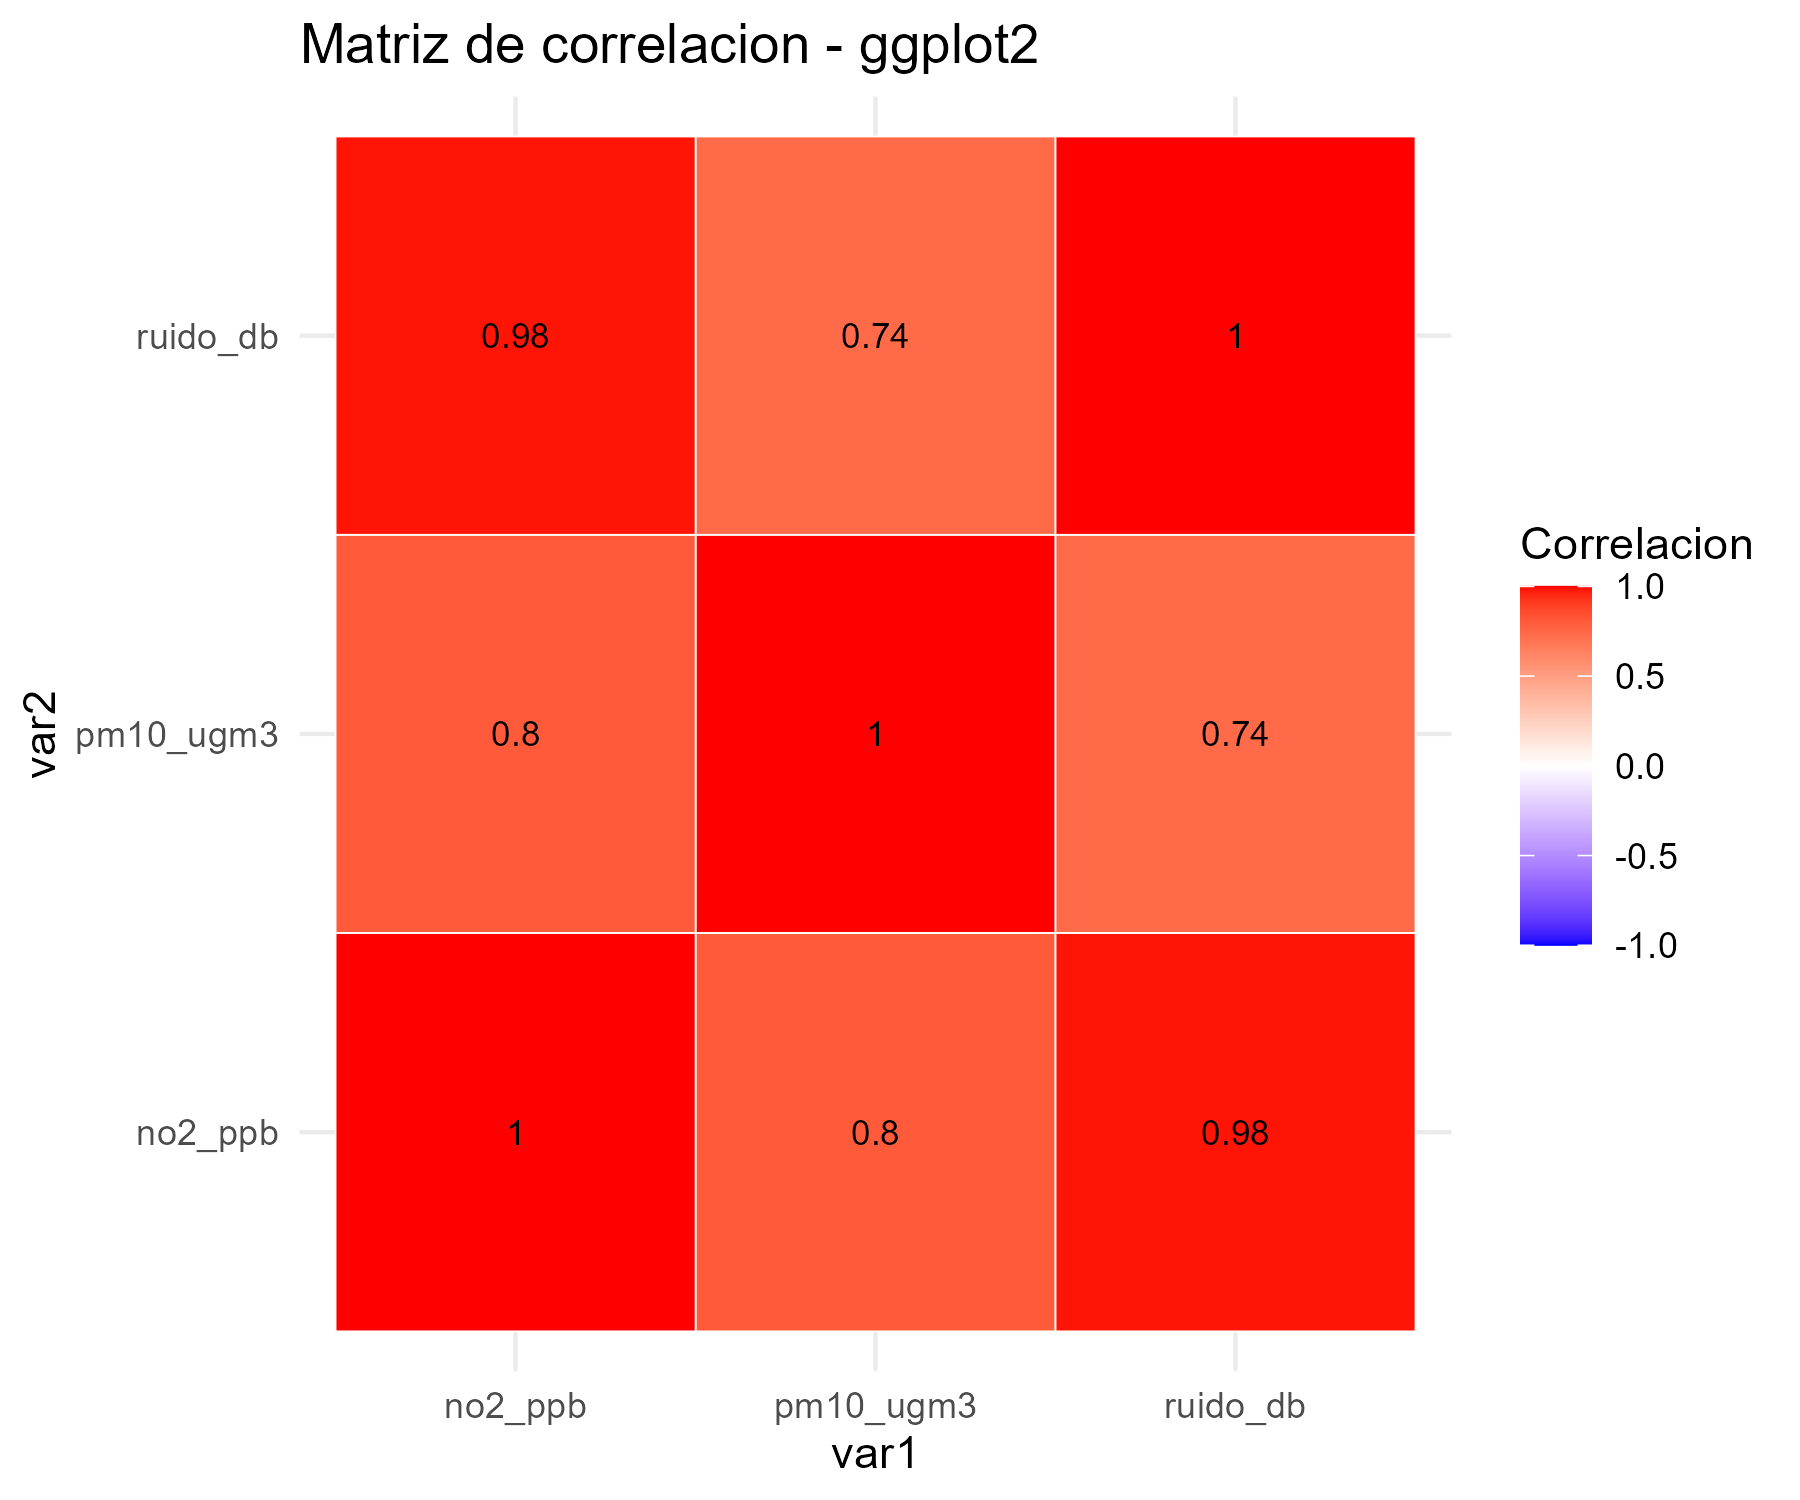 Matriz de correlacion - ggplot2
var2
ruido_db
0.98
0.74
1
pm10_ugm3
0.8
1
0.74
no2_ppb
1
0.8
0.98
no2_ppb
pm10_ugm3
ruido_db
var1
Correlacion
1.0
0.5
0.0
-0.5
-1.0